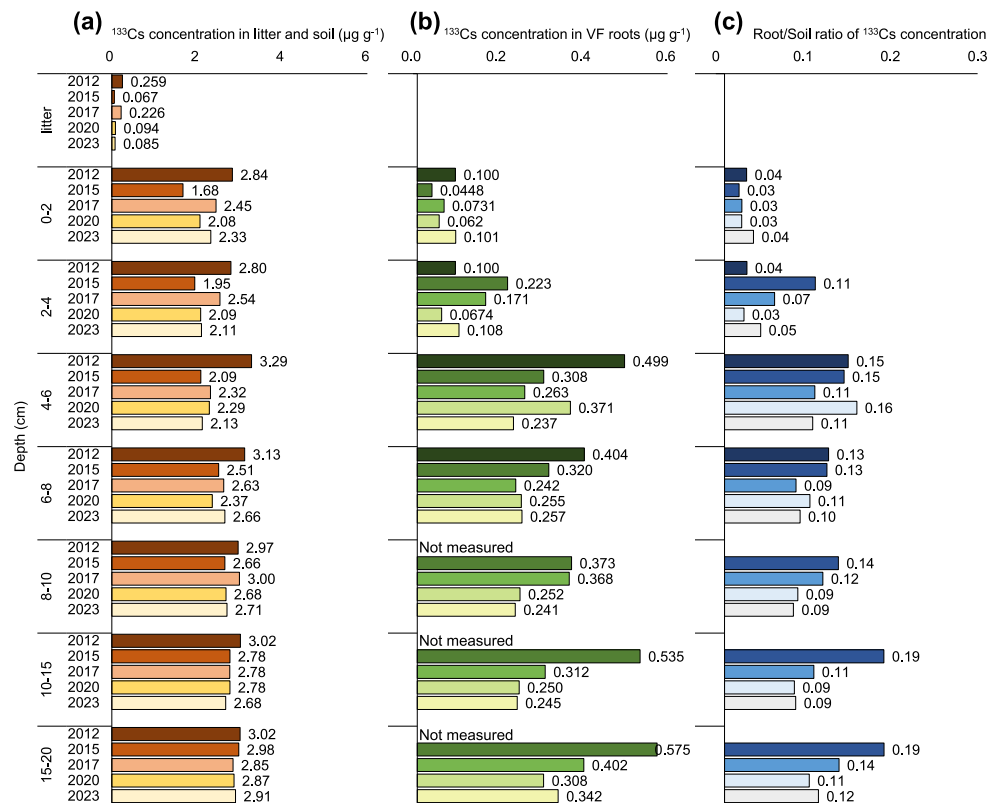 (a) (b) (c)
¹³³Cs concentration in litter and soil (µg g⁻¹) ¹³³Cs concentration in VF roots (µg g⁻¹) Root/Soil ratio of ¹³³Cs concentration
0 2 4 6 0.0 0.2 0.4 0.6 0.0 0.1 0.2 0.3
Depth (cm)
litter
2012 0.259
2015 0.067
2017 0.226
2020 0.094
2023 0.085
0-2
2012 2.84 0.100 0.04
2015 1.68 0.0448 0.03
2017 2.45 0.0731 0.03
2020 2.08 0.062 0.03
2023 2.33 0.101 0.04
2-4
2012 2.80 0.100 0.04
2015 1.95 0.223 0.11
2017 2.54 0.171 0.07
2020 2.09 0.0674 0.03
2023 2.11 0.108 0.05
4-6
2012 3.29 0.499 0.15
2015 2.09 0.308 0.15
2017 2.32 0.263 0.11
2020 2.29 0.371 0.16
2023 2.13 0.237 0.11
6-8
2012 3.13 0.404 0.13
2015 2.51 0.320 0.13
2017 2.63 0.242 0.09
2020 2.37 0.255 0.11
2023 2.66 0.257 0.10
8-10
2012 2.97 Not measured
2015 2.66 0.373 0.14
2017 3.00 0.368 0.12
2020 2.68 0.252 0.09
2023 2.71 0.241 0.09
10-15
2012 3.02 Not measured
2015 2.78 0.535 0.19
2017 2.78 0.312 0.11
2020 2.78 0.250 0.09
2023 2.68 0.245 0.09
15-20
2012 3.02 Not measured
2015 2.98 0.575 0.19
2017 2.85 0.402 0.14
2020 2.87 0.308 0.11
2023 2.91 0.342 0.12